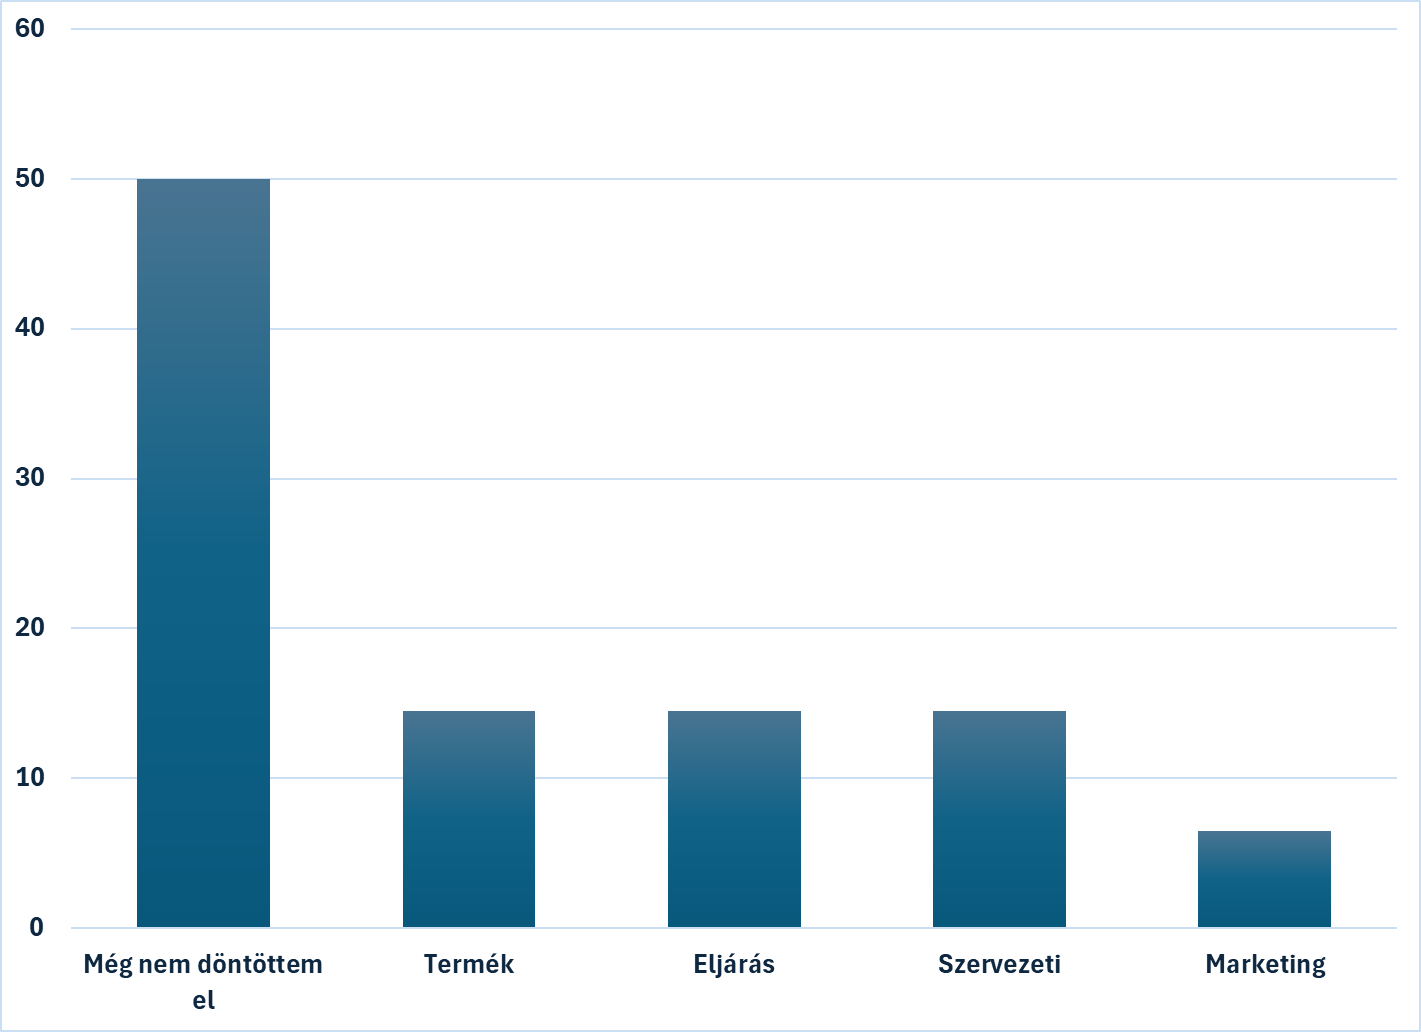 60
50
40
30
20
10
0
Még nem döntöttem
el
Termék
Eljárás
Szervezeti
Marketing